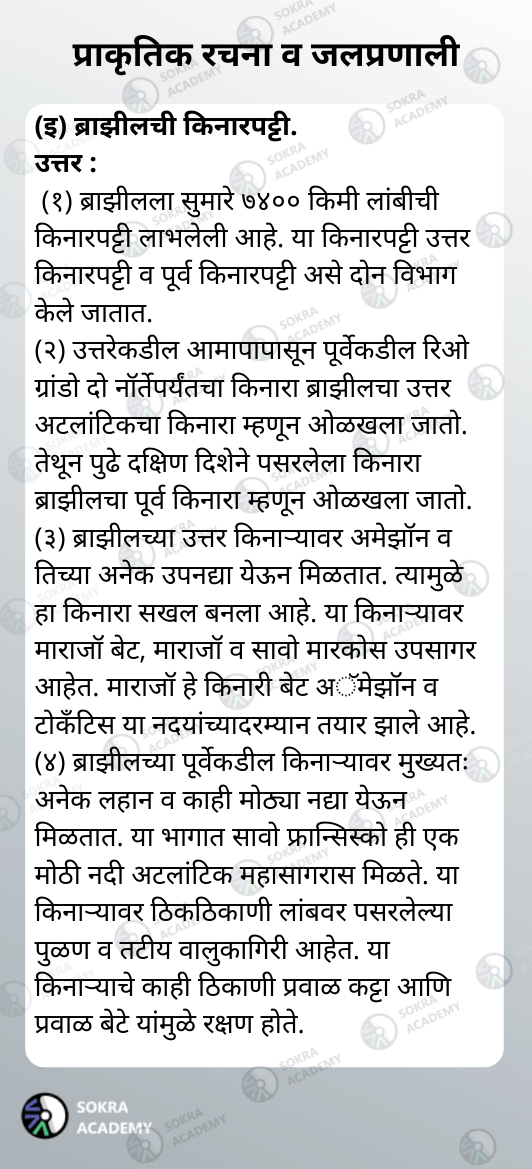 प्राकृतिक रचना व जलप्रणाली
(इ) ब्राझीलची किनारपट्टी.
उत्तर :
(१) ब्राझीलला सुमारे ७४०० किमी लांबीची
किनारपट्टी लाभलेली आहे. या किनारपट्टी उत्तर
किनारपट्टी व पूर्व किनारपट्टी असे दोन विभाग
केले जातात.
(२) उत्तरेकडील आमापापासून पूर्वेकडील रिओ
ग्रांडो दो नॉर्तेपर्यंतचा किनारा ब्राझीलचा उत्तर
अटलांटिकचा किनारा म्हणून ओळखला जातो.
तेथून पुढे दक्षिण दिशेने पसरलेला किनारा
ब्राझीलचा पूर्व किनारा म्हणून ओळखला जातो.
(३) ब्राझीलच्या उत्तर किनाऱ्यावर अमेझॉन व
तिच्या अनेक उपनद्या येऊन मिळतात. त्यामुळे
हा किनारा सखल बनला आहे. या किनाऱ्यावर
माराजॉ बेट, माराजॉ व सावो मारकोस उपसागर
आहेत. माराजॉ हे किनारी बेट अॅमेझॉन व
टोकँटिस या नदयांच्यादरम्यान तयार झाले आहे.
(४) ब्राझीलच्या पूर्वेकडील किनाऱ्यावर मुख्यतः
अनेक लहान व काही मोठ्या नद्या येऊन
मिळतात. या भागात सावो फ्रान्सिस्को ही एक
मोठी नदी अटलांटिक महासागरास मिळते. या
किनाऱ्यावर ठिकठिकाणी लांबवर पसरलेल्या
पुळण व तटीय वालुकागिरी आहेत. या
किनाऱ्याचे काही ठिकाणी प्रवाळ कट्टा आणि
प्रवाळ बेटे यांमुळे रक्षण होते.
SOKRA
ACADEMY